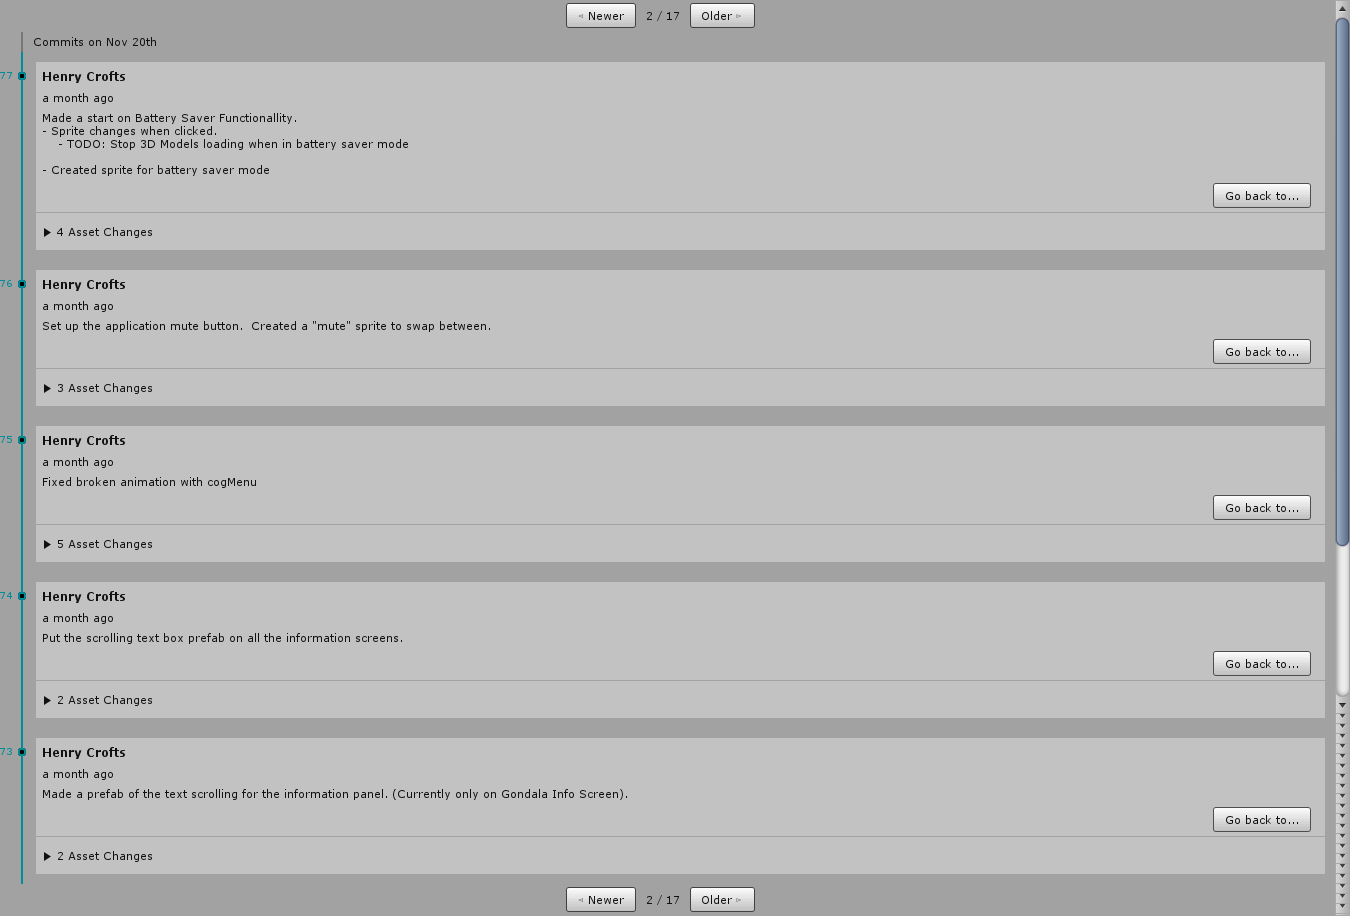 Newer 2 / 17 Older
Commits on Nov 20th
77
Henry Crofts
a month ago
Made a start on Battery Saver Functionallity.
- Sprite changes when clicked.
- TODO: Stop 3D Models loading when in battery saver mode
- Created sprite for battery saver mode
Go back to...
4 Asset Changes
76
Henry Crofts
a month ago
Set up the application mute button.  Created a "mute" sprite to swap between.
Go back to...
3 Asset Changes
75
Henry Crofts
a month ago
Fixed broken animation with cogMenu
Go back to...
5 Asset Changes
74
Henry Crofts
a month ago
Put the scrolling text box prefab on all the information screens.
Go back to...
2 Asset Changes
73
Henry Crofts
a month ago
Made a prefab of the text scrolling for the information panel. (Currently only on Gondala Info Screen).
Go back to...
2 Asset Changes
Newer 2 / 17 Older